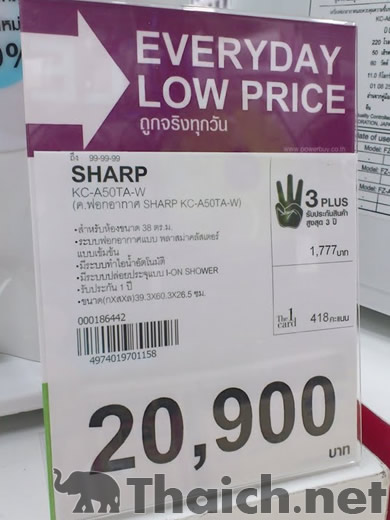 EVERYDAY
LOW PRICE
ถูกจริงทุกวัน
www.powerbuy.co.th
ถึง 99-99-99
SHARP
KC-A50TA-W
(ค.ฟอกอากาศ SHARP KC-A50TA-W)
•สำหรับห้องขนาด 38 ตร.ม.
•ระบบฟอกอากาศแบบ พลาสม่าคลัสเตอร์
แบบเข้มข้น
•มีระบบทำไอน้ำอัตโนมัติ
•มีระบบปล่อยประจุแบบ I-ON SHOWER
•รับประกัน 1 ปี
•ขนาด(กXสXล)39.3X60.3X26.5 ซม.
000186442
4974019701158
3 PLUS
รับประกันสินค้า
สูงสุด 3 ปี
1,777บาท
The 1
card
418คะแนน
20,900
บาท
Thaich.net